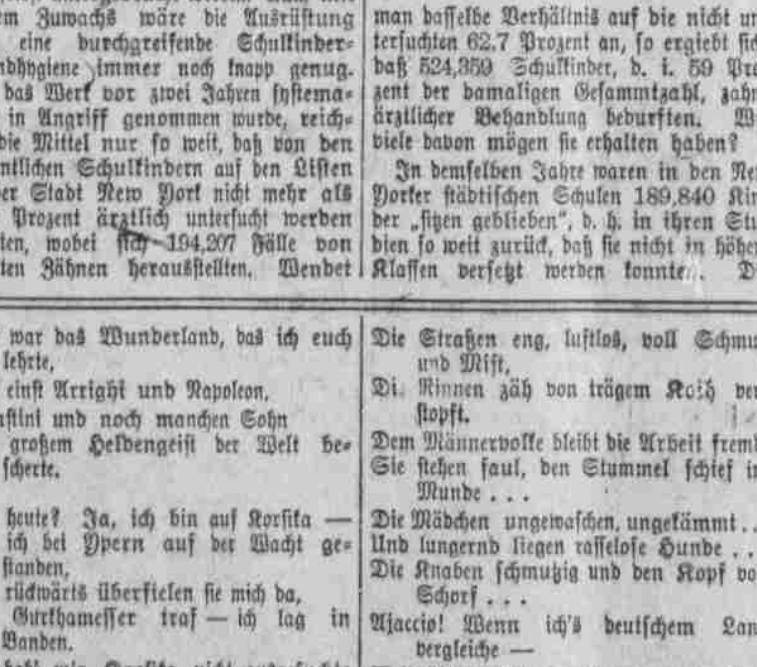 Zuwachs wäre die Ausrüstung
eine durchgreifende Schulkinder=
immer noch knapp genug.
das Werk vor zwei Jahren systema=
in Angriff genommen wurde, reich=
die Mittel nur so weit, daß von den
Schulkindern auf den Listen
Stadt New York nicht mehr als
Prozent ärztlich untersucht werden
wobei sich 194,207 Fälle von
Zähnen herausstellten. Wendet
man dasselbe Verhältnis auf die nicht un
tersuchten 62.7 Prozent an, so ergiebt sich
daß 524,359 Schulkinder, d. i. 59 Pro
zent der damaligen Gesammtzahl, zahn
ärztlicher Behandlung bedurften. W
viele davon mögen sie erhalten haben?
In demselben Jahre waren in den New
Yorker städtischen Schulen 189,840 Kin
der „sitzen geblieben“, d. h. in ihren Stu
dien so weit zurück, daß sie nicht in höher
Klassen versetzt werden konnte.. D
war das Wunderland, das ich euch
lehrte,
einst Arrighi und Napoleon,
und noch manchen Sohn
großem Heldengeist der Welt be=
scherte.
heute? Ja, ich bin auf Korsika —
ich bei Ypern auf der Wacht ge=
standen,
rückwärts überfielen sie mich da,
Gurkhamesser traf — ich lag in
Banden.
Die Straßen eng, luftlos, voll Schmu
und Mist,
Di. Rinnen zäh von trägem Koth ver
stopft.
Dem Männervolke bleibt die Arbeit fremd
Sie stehen faul, den Stummel schief in
Munde . . .
Die Mädchen ungewaschen, ungekämmt . .
Und lungernd liegen rasselose Hunde . .
Die Knaben schmutzig und den Kopf vo
Schorf . . .
Ajaccio! Wenn ich's deutschem Lan
vergleiche —